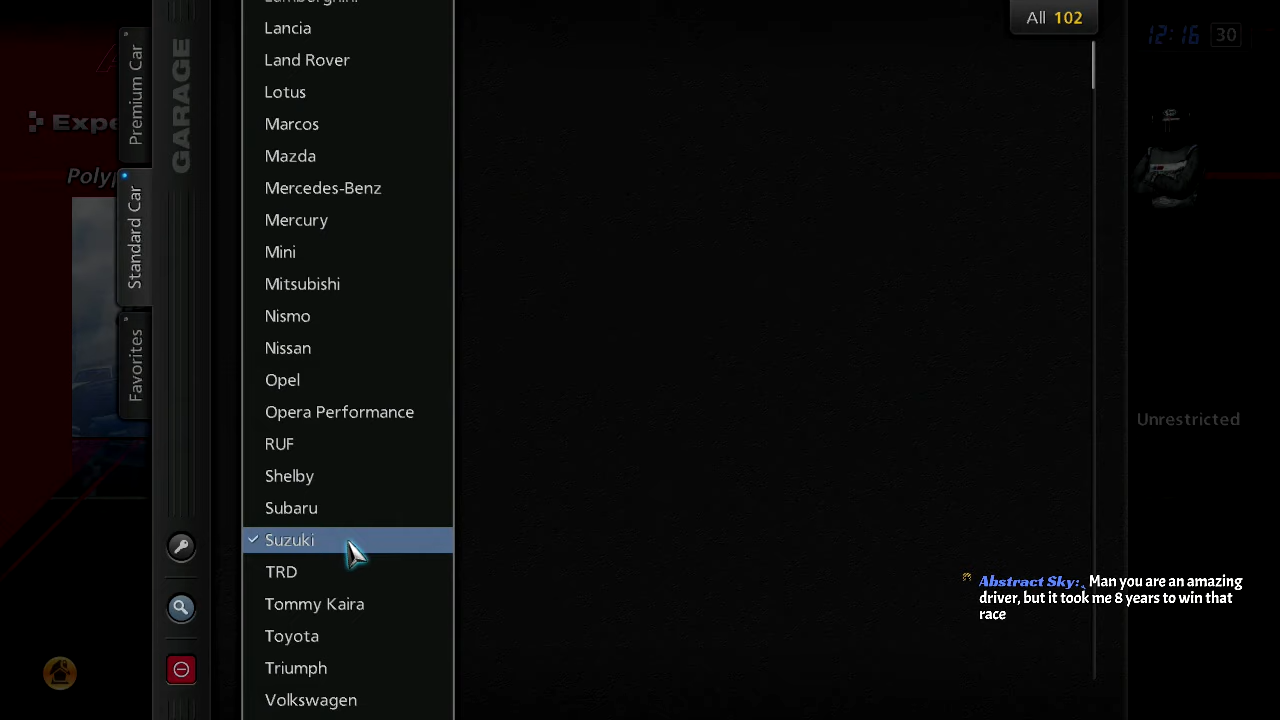 Lamborghini
Lancia
Land Rover
Lotus
Marcos
Mazda
Mercedes-Benz
Mercury
Mini
Mitsubishi
Nismo
Nissan
Opel
Opera Performance
RUF
Shelby
Subaru
Suzuki
TRD
Tommy Kaira
Toyota
Triumph
Volkswagen
All 102
GARAGE
Premium Car
Standard Car
Favorites
12:16 30
Unrestricted
Abstract Sky: Man you are an amazing
driver, but it took me 8 years to win that
race